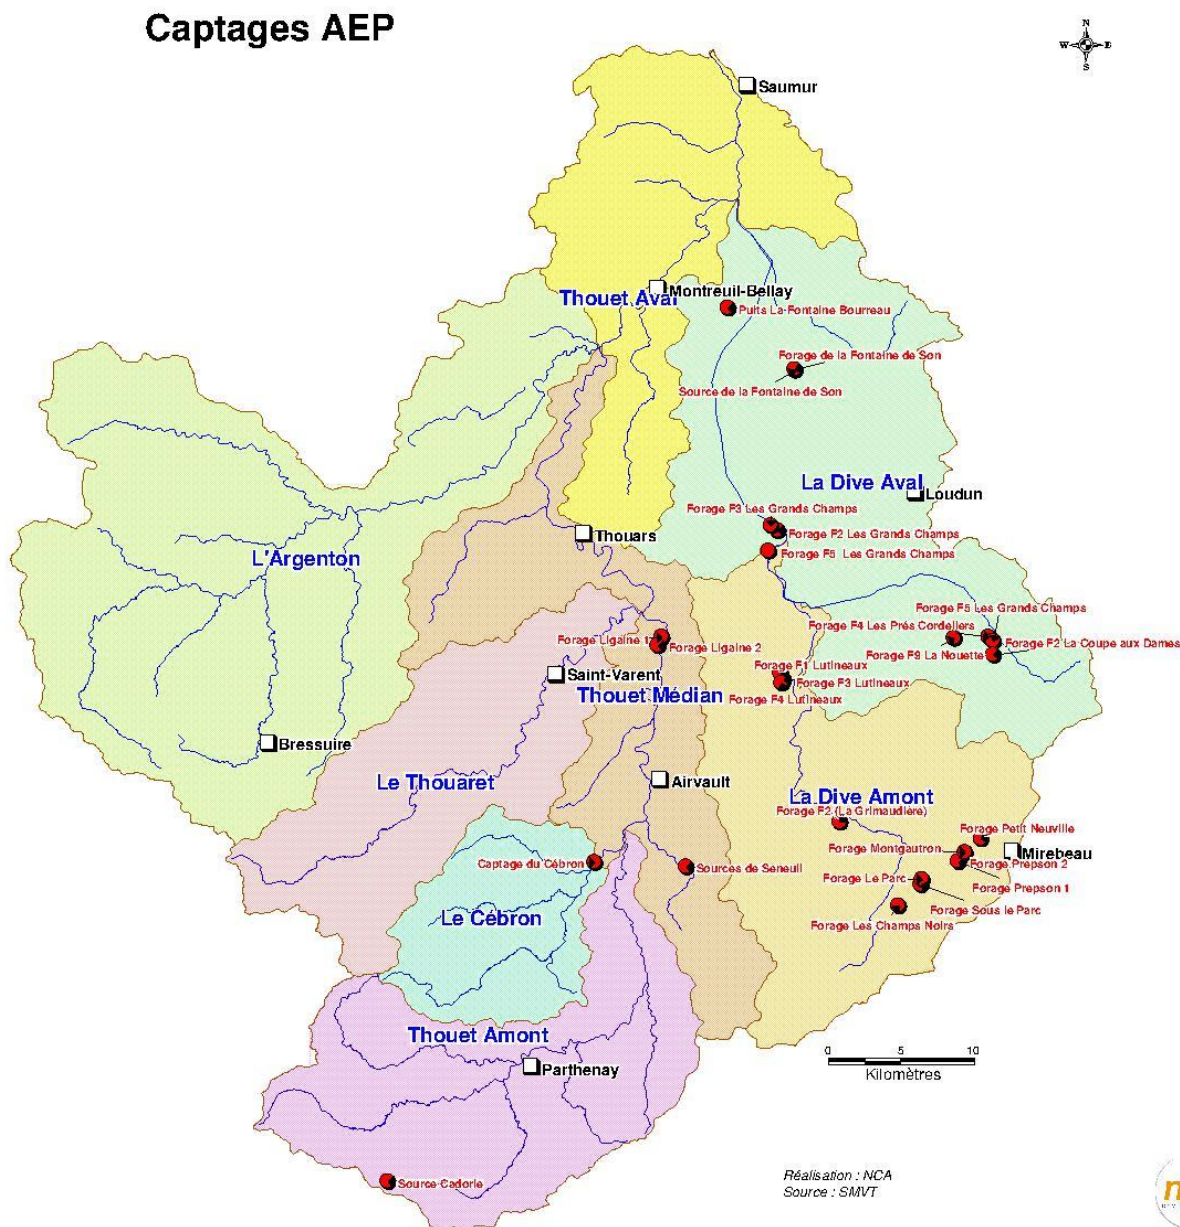 Captages AEP
N
W E
S
Saumur
Montreuil-Bellay
Thouet Aval
Puits La Fontaine Bourreau
Forage de la Fontaine de Son
Source de la Fontaine de Son
La Dive Aval
Loudun
Forage F3 Les Grands Champs
Forage F2 Les Grands Champs
Thouars
Forage F5 Les Grands Champs
L'Argenton
Forage F5 Les Grands Champs
Forage F4 Les Prés Cordeliers
Forage Ligaine 1
Forage Ligaine 2
Forage F2 La Coupe aux Dames
Forage F9 La Nouette
Forage F1 Lutineaux
Saint-Varent
Forage F3 Lutineaux
Thouet Médian
Forage F4 Lutineaux
Bressuire
Le Thouaret
Airvault
La Dive Amont
Forage F2 (La Grimaudière)
Forage Petit Neuville
Forage Montgautron
Mirebeau
Captage du Cébron
Sources de Seneuil
Forage Prepson 2
Forage Le Parc
Forage Prepson 1
Forage Sous le Parc
Le Cébron
Forage Les Champs Noirs
Thouet Amont
Parthenay
0 5 10
Kilomètres
Source Cadorie
Réalisation : NCA
Source : SMVT